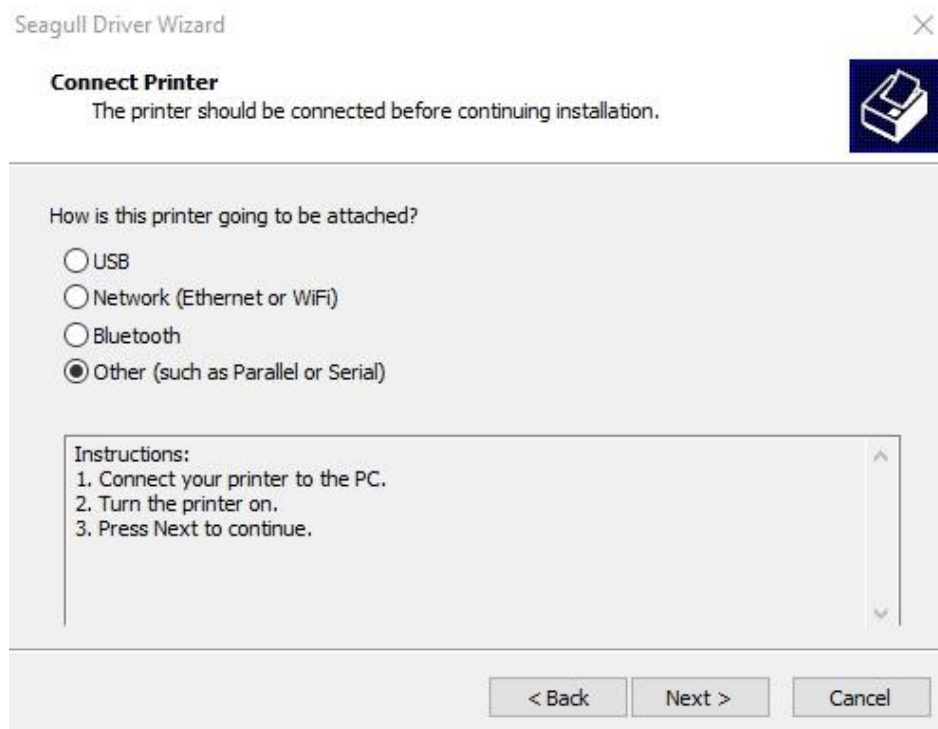 Seagull Driver Wizard
Connect Printer
The printer should be connected before continuing installation.
How is this printer going to be attached?
USB
Network (Ethernet or WiFi)
Bluetooth
Other (such as Parallel or Serial)
Instructions:
1. Connect your printer to the PC.
2. Turn the printer on.
3. Press Next to continue.
< Back Next > Cancel